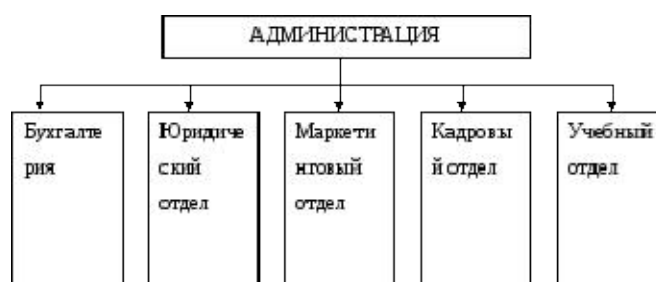 АДМИНИСТРАЦИЯ
Бухгалте
рия
Юридиче
ский
отдел
Маркети
нговый
отдел
Кадровы
й отдел
Учебный
отдел